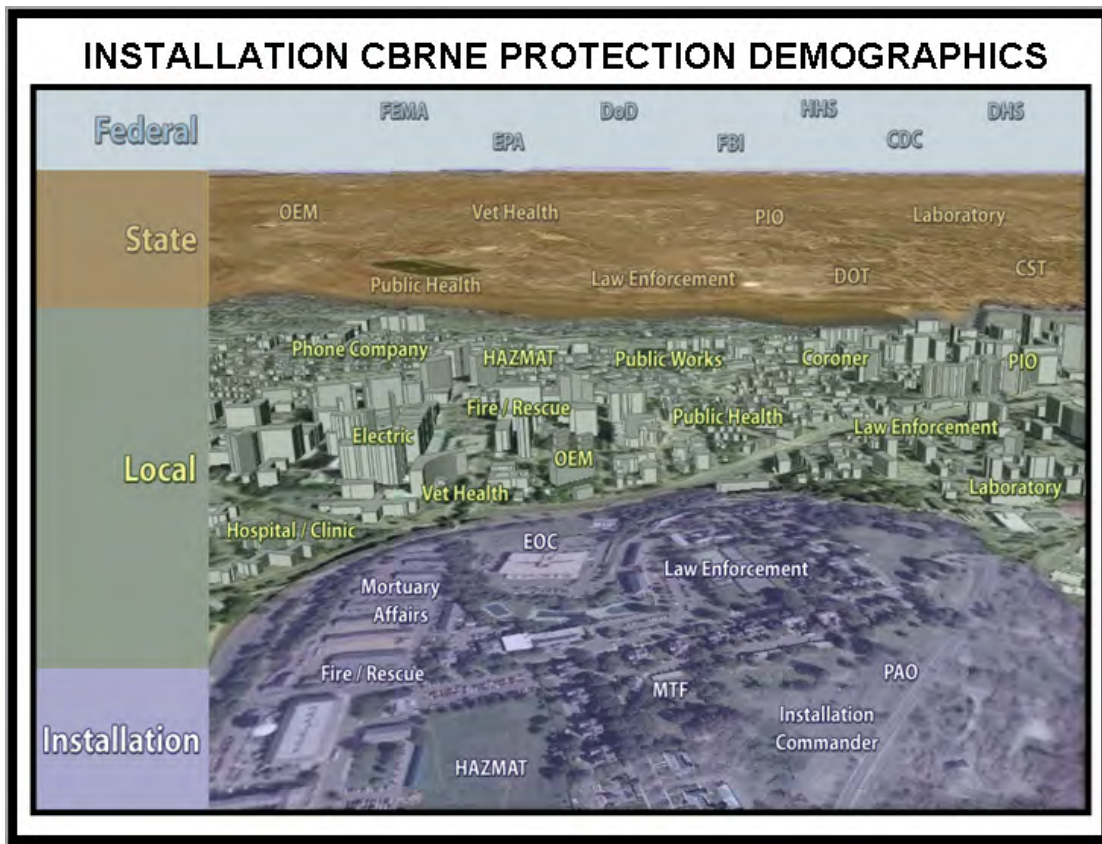 INSTALLATION CBRNE PROTECTION DEMOGRAPHICS
Federal
FEMA
DoD
HHS
DHS
EPA
FBI
CDC
State
OEM
Vet Health
PIO
Laboratory
Public Health
Law Enforcement
DOT
CST
Local
Phone Company
HAZMAT
Public Works
Coroner
PIO
Fire / Rescue
Public Health
Electric
Law Enforcement
OEM
Vet Health
Laboratory
Hospital / Clinic
Installation
EOC
Law Enforcement
Mortuary
Affairs
Fire / Rescue
MTF
PAO
Installation
Commander
HAZMAT